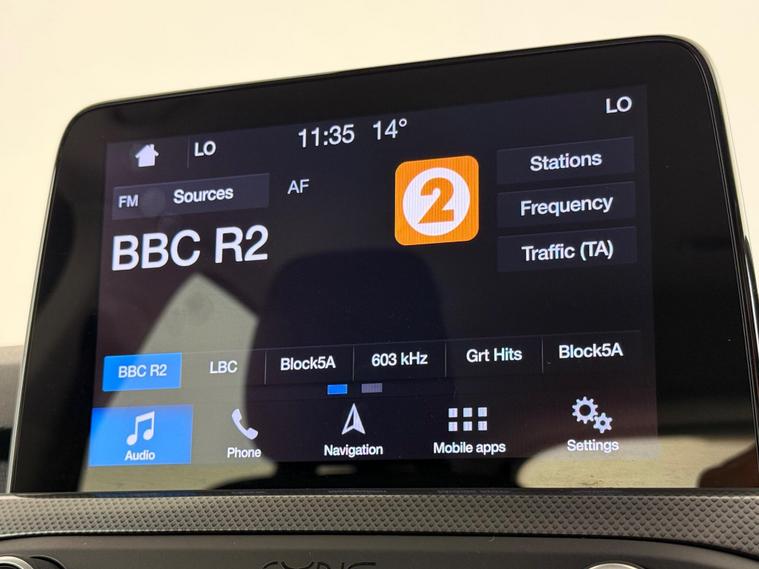 LO 11:35 14° LO
FM Sources AF
2
Stations
Frequency
Traffic (TA)
BBC R2
BBC R2 LBC Block5A 603 kHz Grt Hits Block5A
Audio Phone Navigation Mobile apps Settings